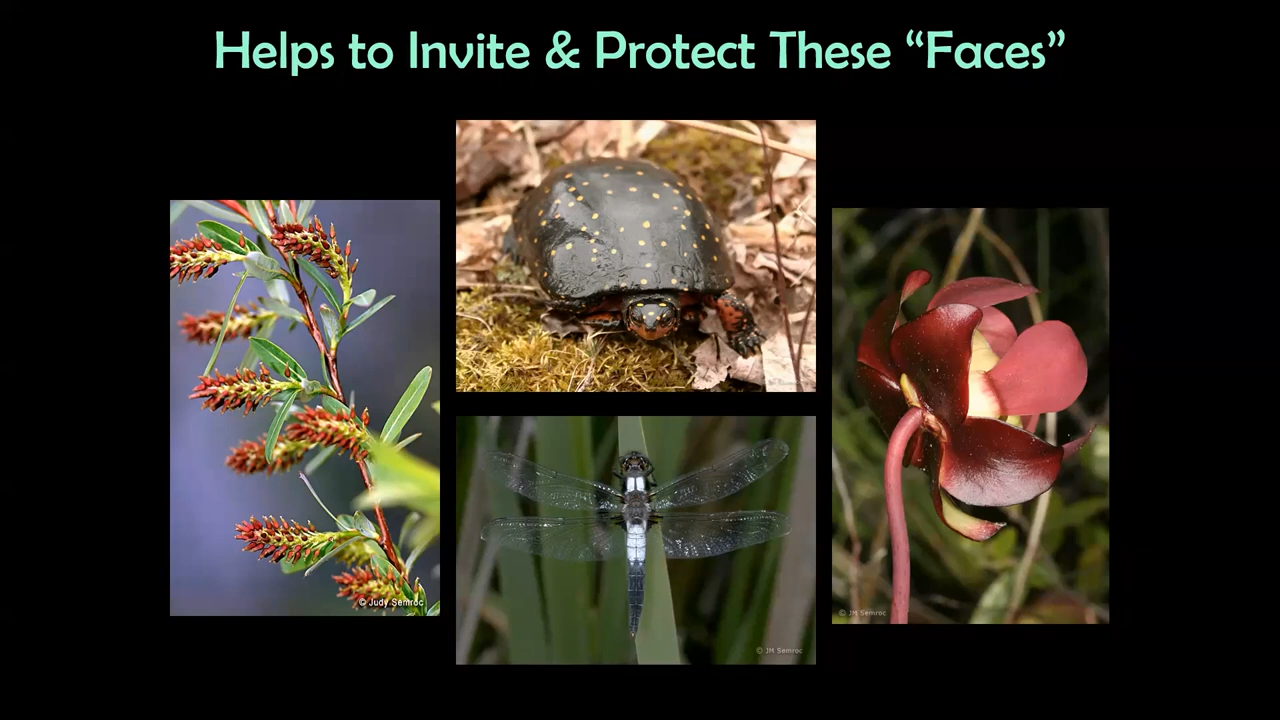 Helps to Invite & Protect These “Faces”
© Judy Semroc
© JM Semroc
© JM Semroc